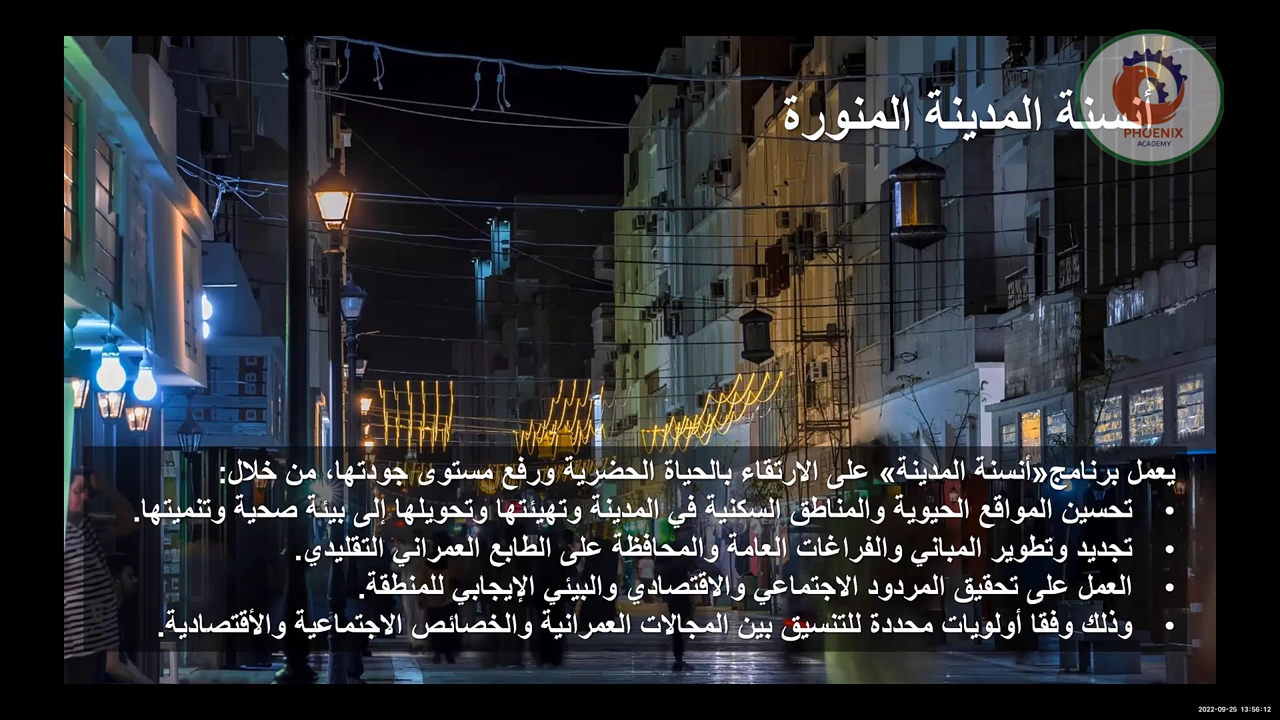 أنسنة المدينة المنورة
PHOENIX
ACADEMY
يعمل برنامج«أنسنة المدينة» على الارتقاء بالحياة الحضرية ورفع مستوى جودتها، من خلال:
• تحسين المواقع الحيوية والمناطق السكنية في المدينة وتهيئتها وتحويلها إلى بيئة صحية وتنميتها.
• تجديد وتطوير المباني والفراغات العامة والمحافظة على الطابع العمراني التقليدي.
• العمل على تحقيق المردود الاجتماعي والاقتصادي والبيئي الإيجابي للمنطقة.
• وذلك وفقا أولويات محددة للتنسيق بين المجالات العمرانية والخصائص الاجتماعية والأقتصادية.
2022-09-25 13:56:12